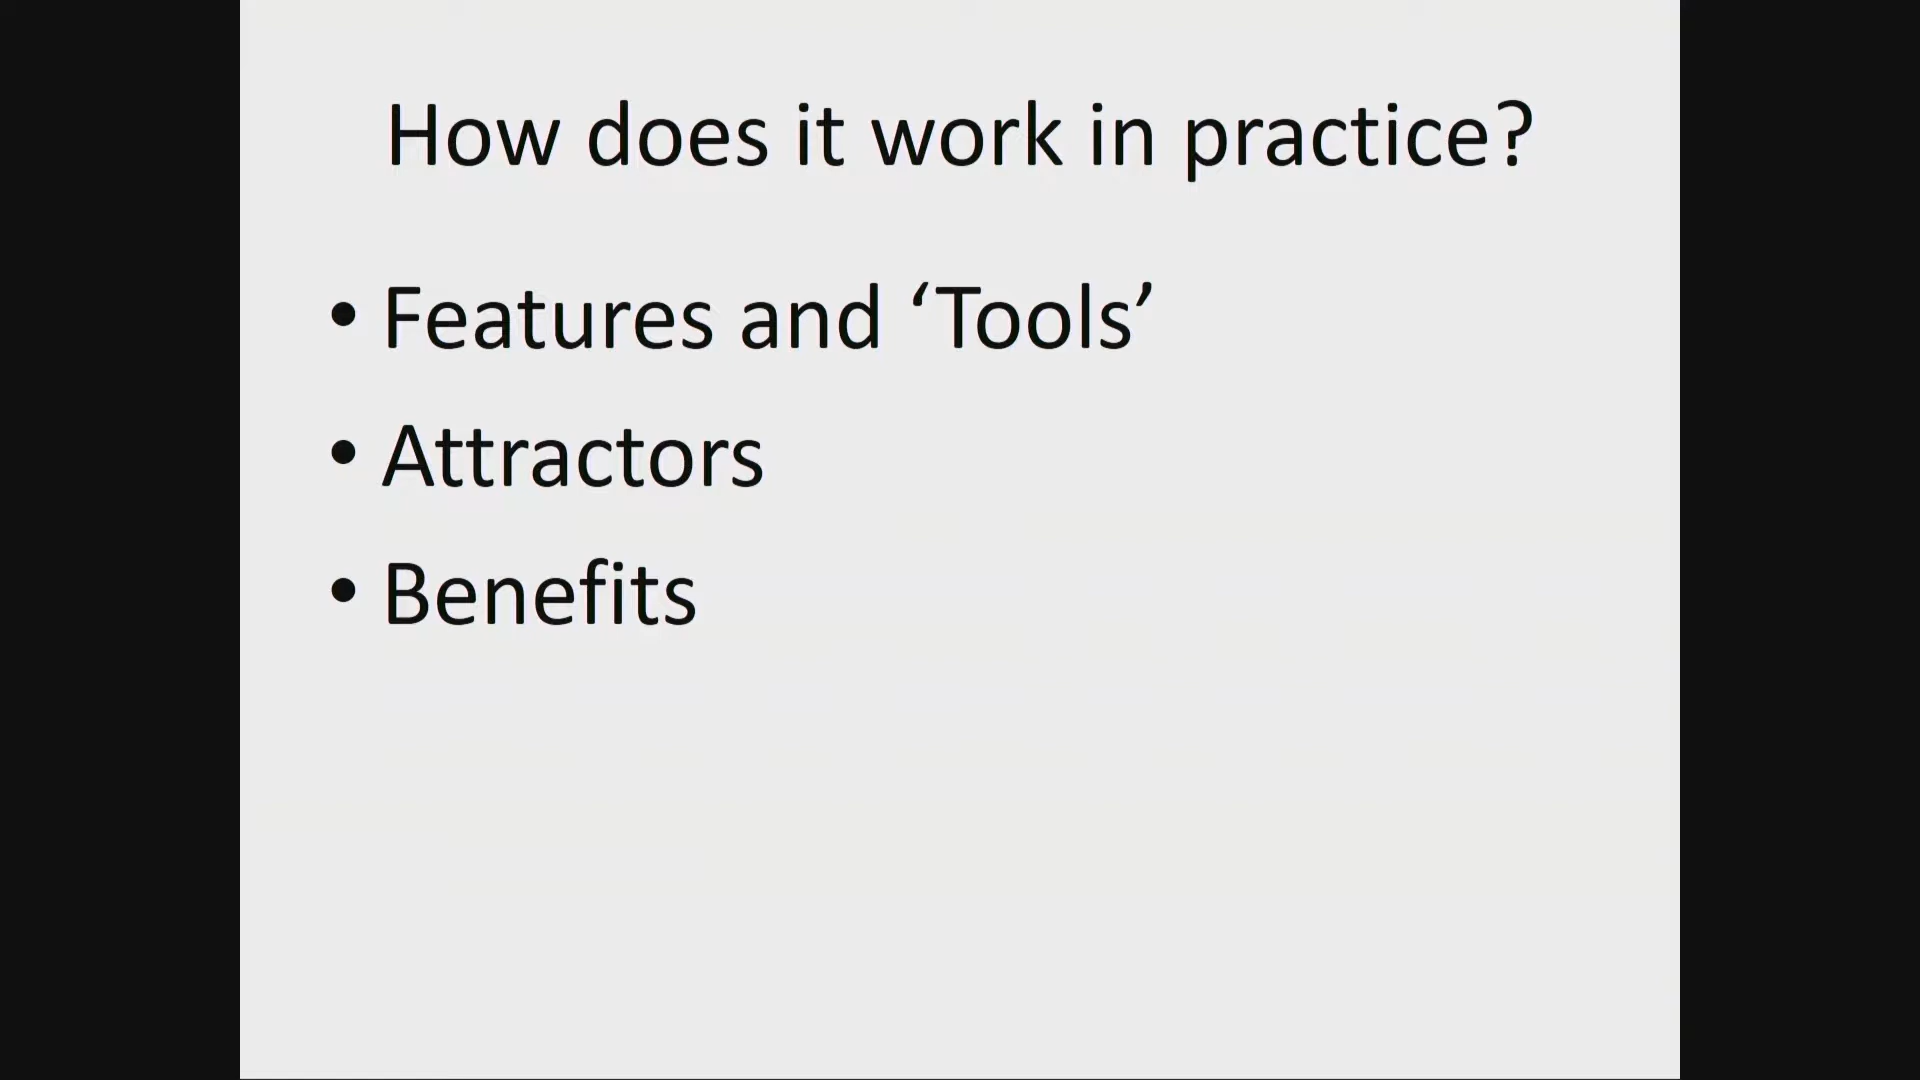 How does it work in practice?
• Features and ‘Tools’
• Attractors
• Benefits